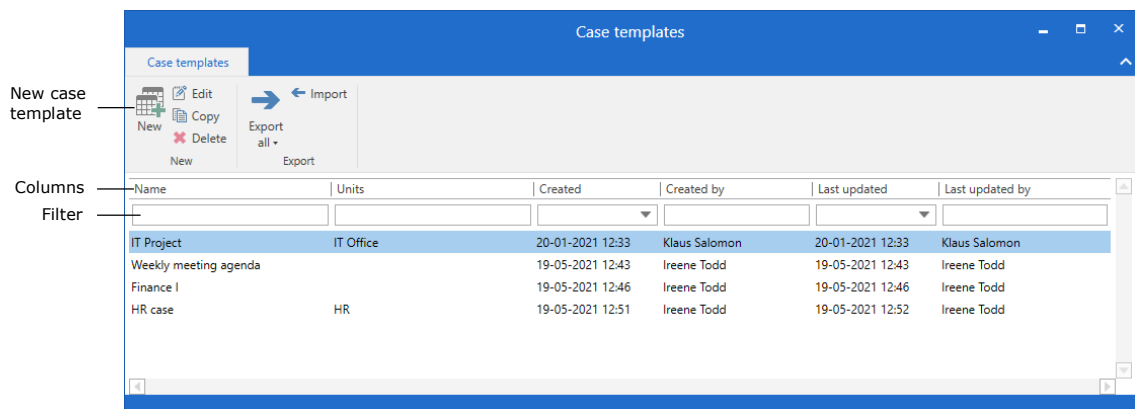 Case templates
Case templates
New case
template
New
Edit
Copy
Delete
New
Export
all
Import
Export
Columns
Name Units Created Created by Last updated Last updated by
Filter
IT Project IT Office 20-01-2021 12:33 Klaus Salomon 20-01-2021 12:33 Klaus Salomon
Weekly meeting agenda 19-05-2021 12:43 Ireene Todd 19-05-2021 12:43 Ireene Todd
Finance I 19-05-2021 12:46 Ireene Todd 19-05-2021 12:46 Ireene Todd
HR case HR 19-05-2021 12:51 Ireene Todd 19-05-2021 12:52 Ireene Todd